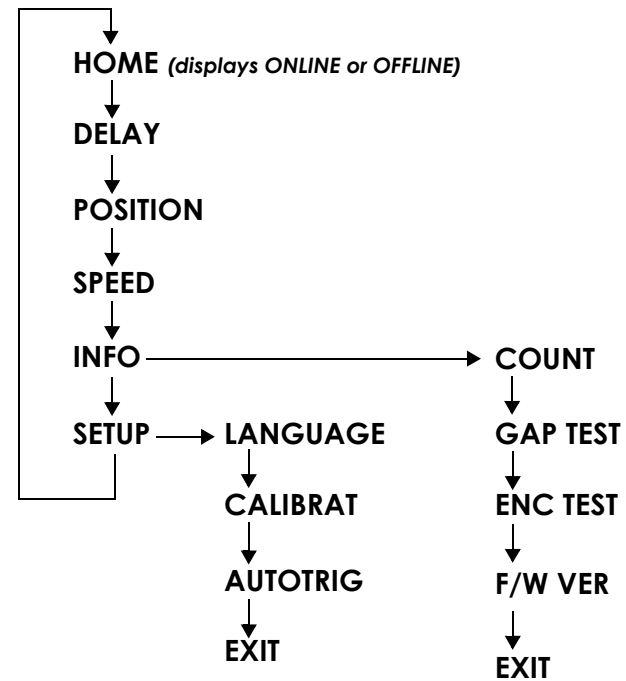 HOME (displays ONLINE or OFFLINE)
DELAY
POSITION
SPEED
INFO
COUNT
SETUP
LANGUAGE
GAP TEST
CALIBRAT
ENC TEST
AUTOTRIG
F/W VER
EXIT
EXIT